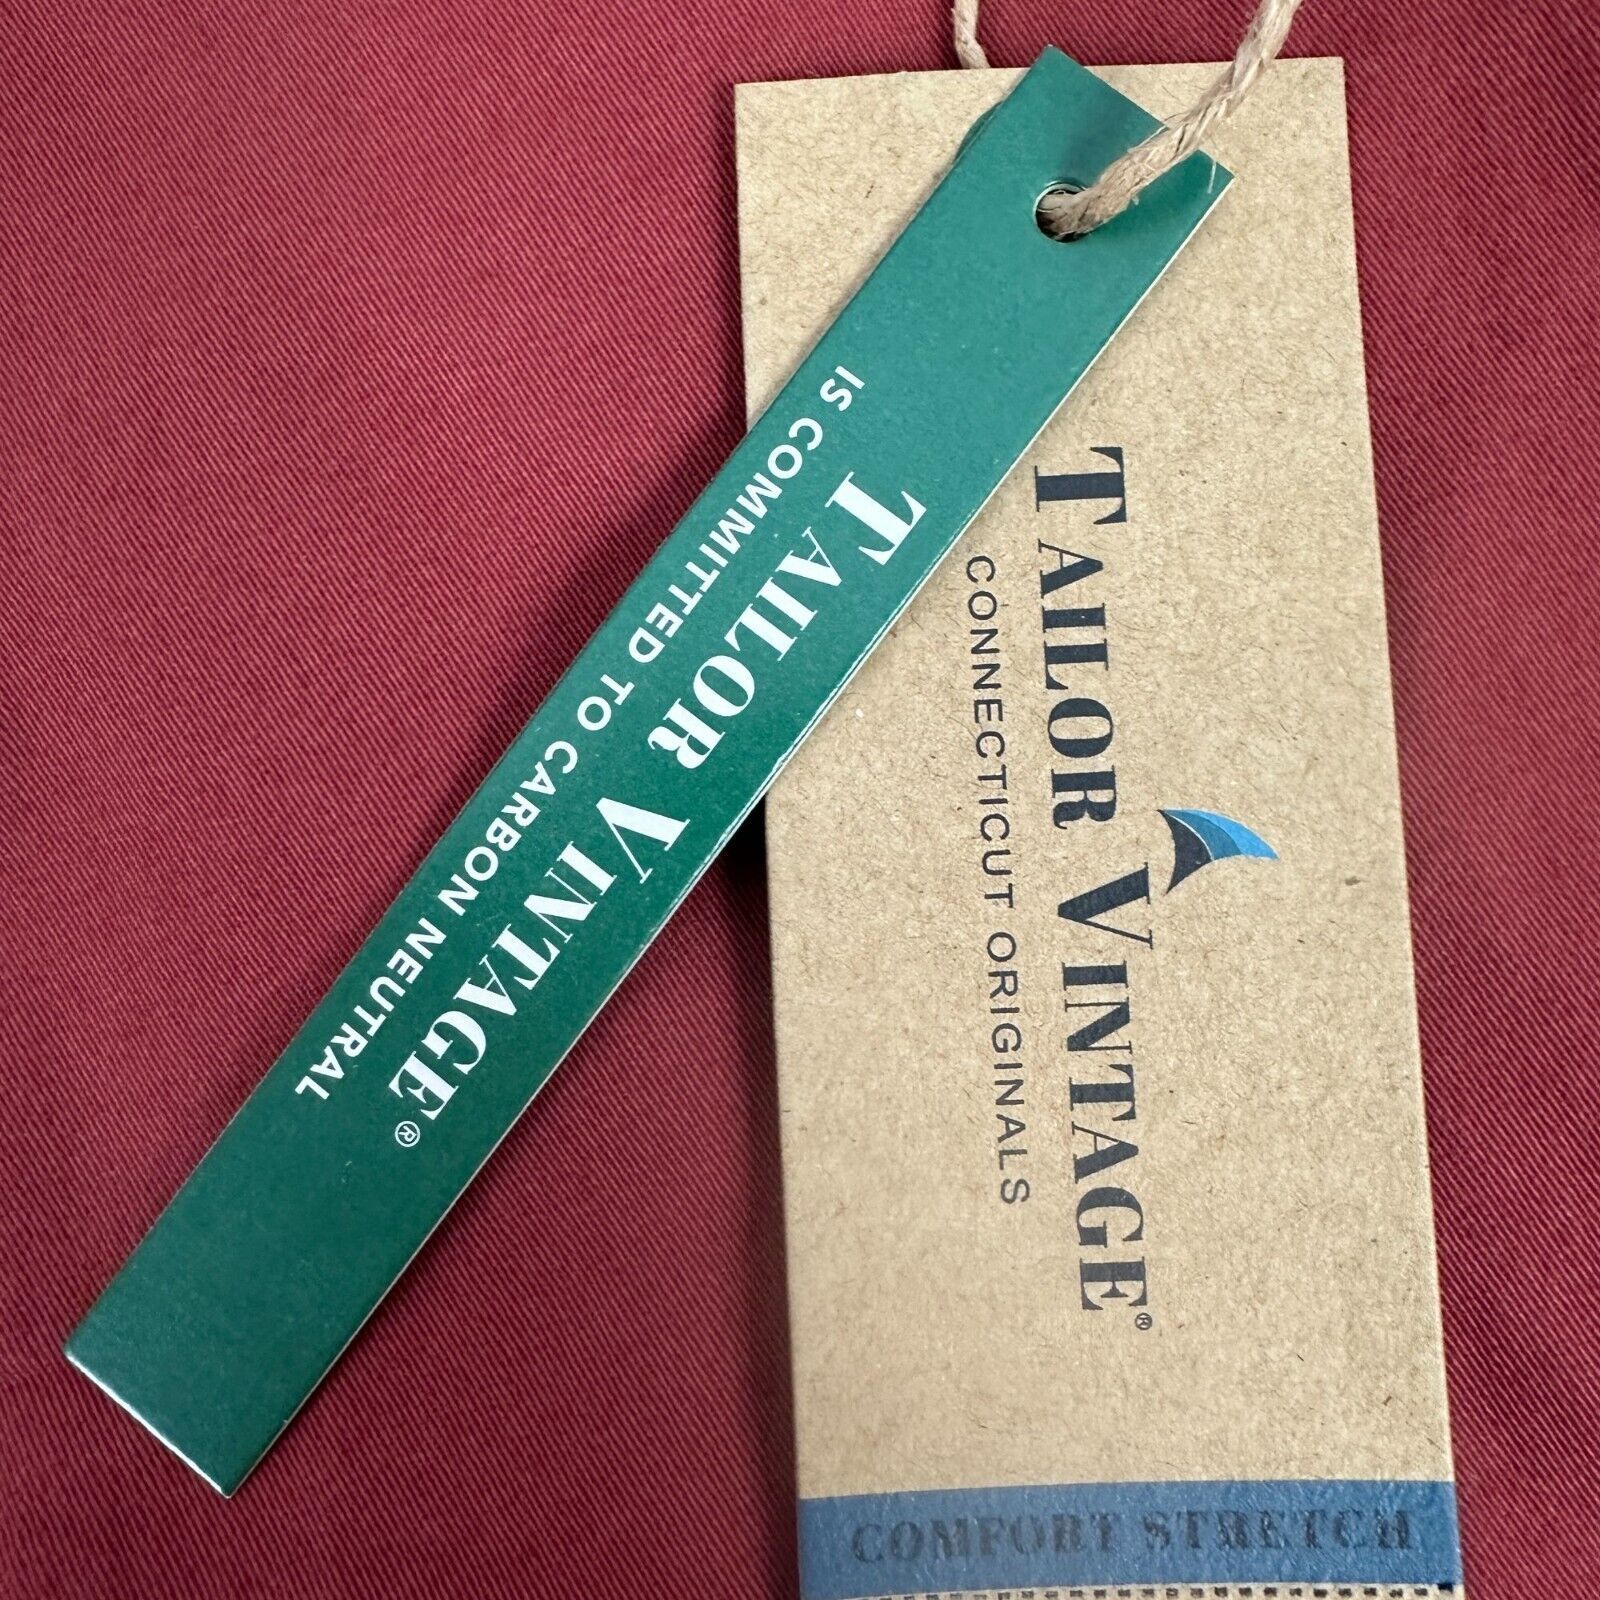 TAILOR VINTAGE®
IS COMMITTED TO CARBON NEUTRAL
TAILOR VINTAGE®
CONNECTICUT ORIGINALS
COMFORT STRETCH